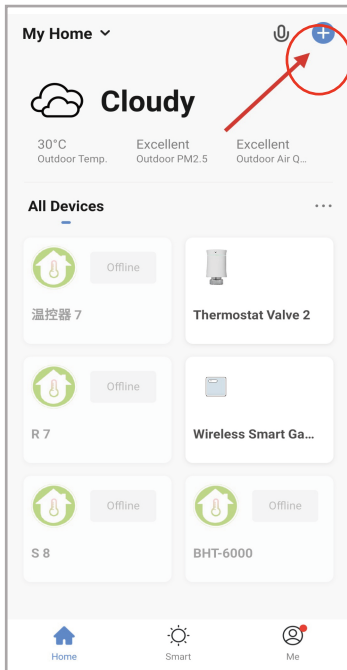 My Home
Cloudy
30°C Excellent Excellent
Outdoor Temp. Outdoor PM2.5 Outdoor Air Q...
All Devices
Offline
温控器 7 Thermostat Valve 2
Offline
R 7 Wireless Smart Ga...
Offline Offline
S 8 BHT-6000
Home Smart Me